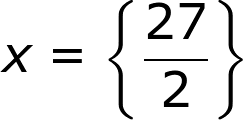 x = {27/2}